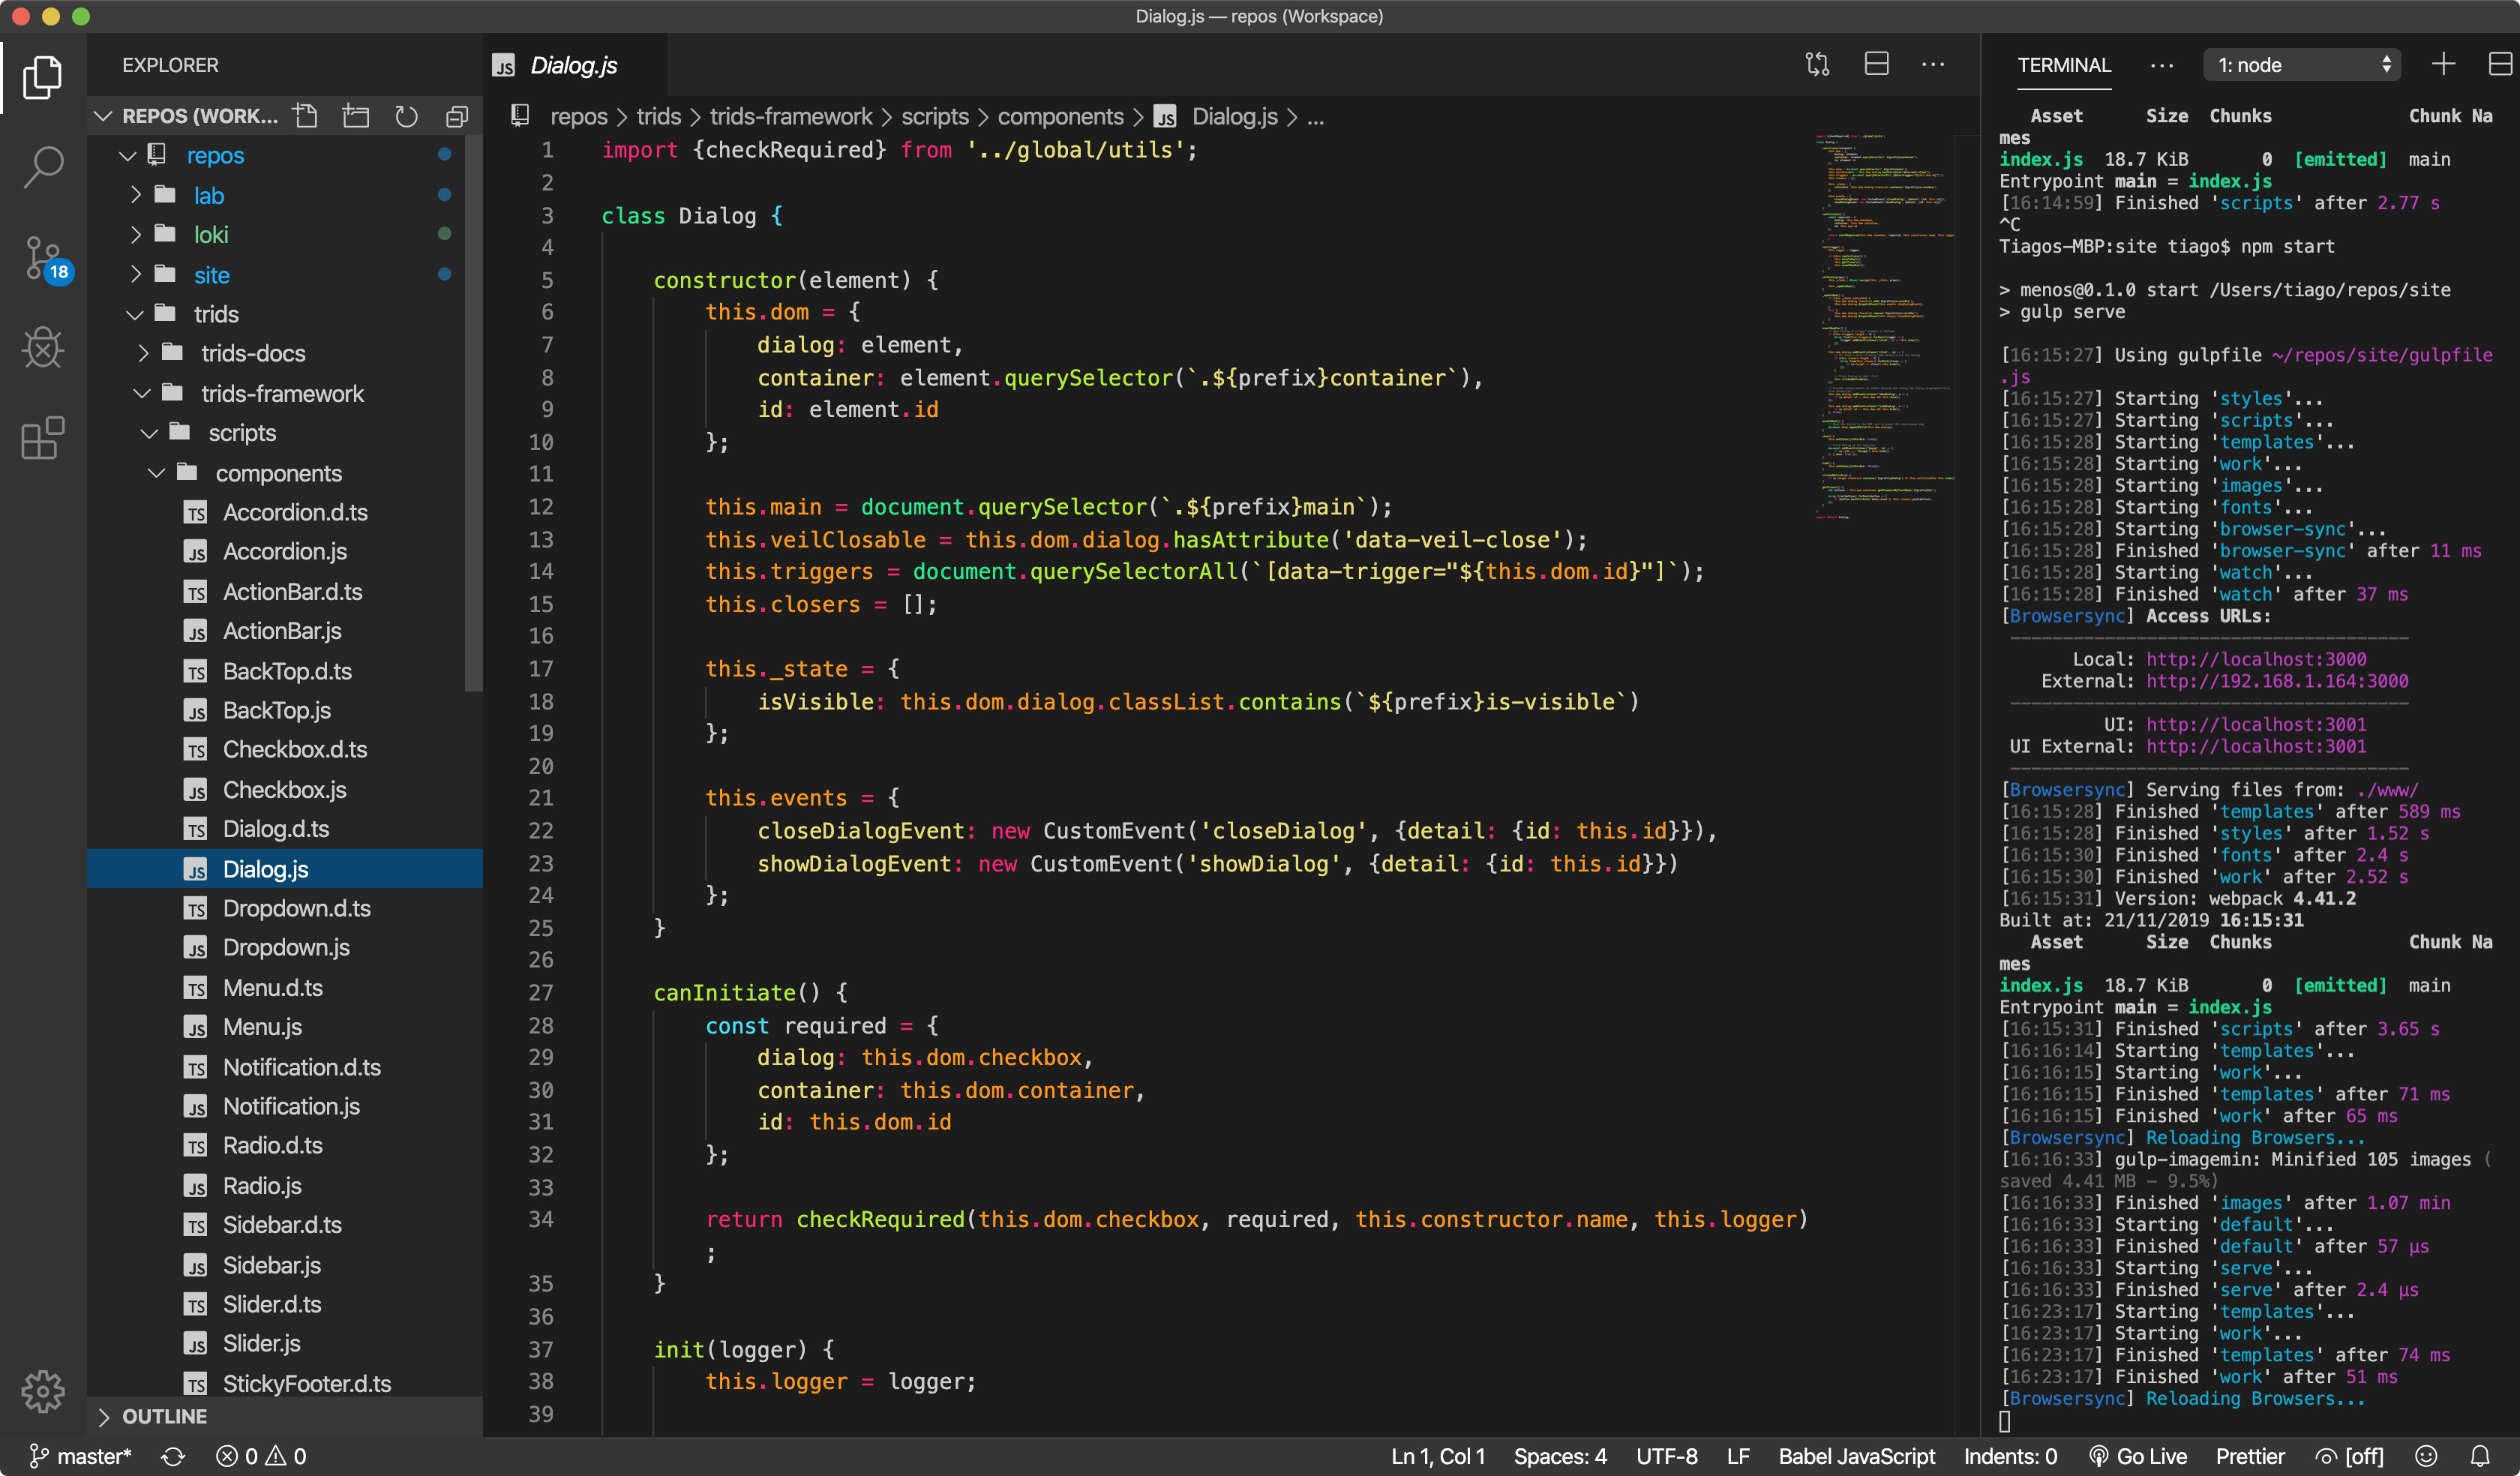 Dialog.js — repos (Workspace)
EXPLORER
REPOS (WORK...
repos
lab
loki
site
trids
trids-docs
trids-framework
scripts
components
TS Accordion.d.ts
JS Accordion.js
TS ActionBar.d.ts
JS ActionBar.js
TS BackTop.d.ts
JS BackTop.js
TS Checkbox.d.ts
JS Checkbox.js
TS Dialog.d.ts
JS Dialog.js
TS Dropdown.d.ts
JS Dropdown.js
TS Menu.d.ts
JS Menu.js
TS Notification.d.ts
JS Notification.js
TS Radio.d.ts
JS Radio.js
TS Sidebar.d.ts
JS Sidebar.js
TS Slider.d.ts
JS Slider.js
TS StickyFooter.d.ts
OUTLINE
18
JS Dialog.js
repos > trids > trids-framework > scripts > components > JS Dialog.js > ...
1 import {checkRequired} from '../global/utils';
2
3 class Dialog {
4
5 constructor(element) {
6 this.dom = {
7 dialog: element,
8 container: element.querySelector(`.${prefix}container`),
9 id: element.id
10 };
11
12 this.main = document.querySelector(`.${prefix}main`);
13 this.veilClosable = this.dom.dialog.hasAttribute('data-veil-close');
14 this.triggers = document.querySelectorAll(`[data-trigger="${this.dom.id}"]`);
15 this.closers = [];
16
17 this._state = {
18 isVisible: this.dom.dialog.classList.contains(`${prefix}is-visible`)
19 };
20
21 this.events = {
22 closeDialogEvent: new CustomEvent('closeDialog', {detail: {id: this.id}}),
23 showDialogEvent: new CustomEvent('showDialog', {detail: {id: this.id}})
24 };
25 }
26
27 canInitiate() {
28 const required = {
29 dialog: this.dom.checkbox,
30 container: this.dom.container,
31 id: this.dom.id
32 };
33
34 return checkRequired(this.dom.checkbox, required, this.constructor.name, this.logger)
;
35 }
36
37 init(logger) {
38 this.logger = logger;
39
TERMINAL ... 1: node
Asset Size Chunks Chunk Na
mes
index.js 18.7 KiB 0 [emitted] main
Entrypoint main = index.js
[16:14:59] Finished 'scripts' after 2.77 s
^C
Tiagos-MBP:site tiago$ npm start
> menos@0.1.0 start /Users/tiago/repos/site
> gulp serve
[16:15:27] Using gulpfile ~/repos/site/gulpfile
.js
[16:15:27] Starting 'styles'...
[16:15:27] Starting 'scripts'...
[16:15:28] Starting 'templates'...
[16:15:28] Starting 'work'...
[16:15:28] Starting 'images'...
[16:15:28] Starting 'fonts'...
[16:15:28] Starting 'browser-sync'...
[16:15:28] Finished 'browser-sync' after 11 ms
[16:15:28] Starting 'watch'...
[16:15:28] Finished 'watch' after 37 ms
[Browsersync] Access URLs:
--------------------------------------
Local: http://localhost:3000
External: http://192.168.1.164:3000
--------------------------------------
UI: http://localhost:3001
UI External: http://localhost:3001
--------------------------------------
[Browsersync] Serving files from: ./www/
[16:15:28] Finished 'templates' after 589 ms
[16:15:28] Finished 'styles' after 1.52 s
[16:15:30] Finished 'fonts' after 2.4 s
[16:15:30] Finished 'work' after 2.52 s
[16:15:31] Version: webpack 4.41.2
Built at: 21/11/2019 16:15:31
Asset Size Chunks Chunk Na
mes
index.js 18.7 KiB 0 [emitted] main
Entrypoint main = index.js
[16:15:31] Finished 'scripts' after 3.65 s
[16:16:14] Starting 'templates'...
[16:16:15] Starting 'work'...
[16:16:15] Finished 'templates' after 71 ms
[16:16:15] Finished 'work' after 65 ms
[Browsersync] Reloading Browsers...
[16:16:33] gulp-imagemin: Minified 105 images (
saved 4.41 MB - 9.5%)
[16:16:33] Finished 'images' after 1.07 min
[16:16:33] Starting 'default'...
[16:16:33] Finished 'default' after 57 μs
[16:16:33] Starting 'serve'...
[16:16:33] Finished 'serve' after 2.4 μs
[16:23:17] Starting 'templates'...
[16:23:17] Starting 'work'...
[16:23:17] Finished 'templates' after 74 ms
[16:23:17] Finished 'work' after 51 ms
[Browsersync] Reloading Browsers...
master* 0 0 Ln 1, Col 1 Spaces: 4 UTF-8 LF Babel JavaScript Indents: 0 Go Live Prettier [off]